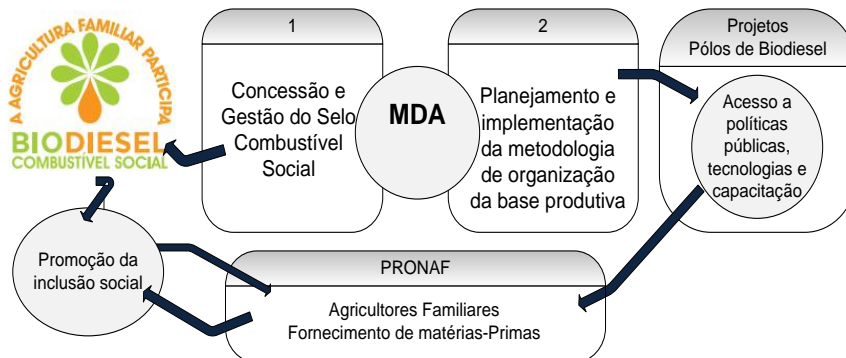 A AGRICULTURA FAMILIAR PARTICIPA
BIODIESEL
COMBUSTÍVEL SOCIAL
1
Concessão e
Gestão do Selo
Combustível
Social
MDA
2
Planejamento e
implementação
da metodologia
de organização
da base produtiva
Projetos
Pólos de Biodiesel
Acesso a
políticas
públicas,
tecnologias e
capacitação
Promoção da
inclusão social
PRONAF
Agricultores Familiares
Fornecimento de matérias-Primas